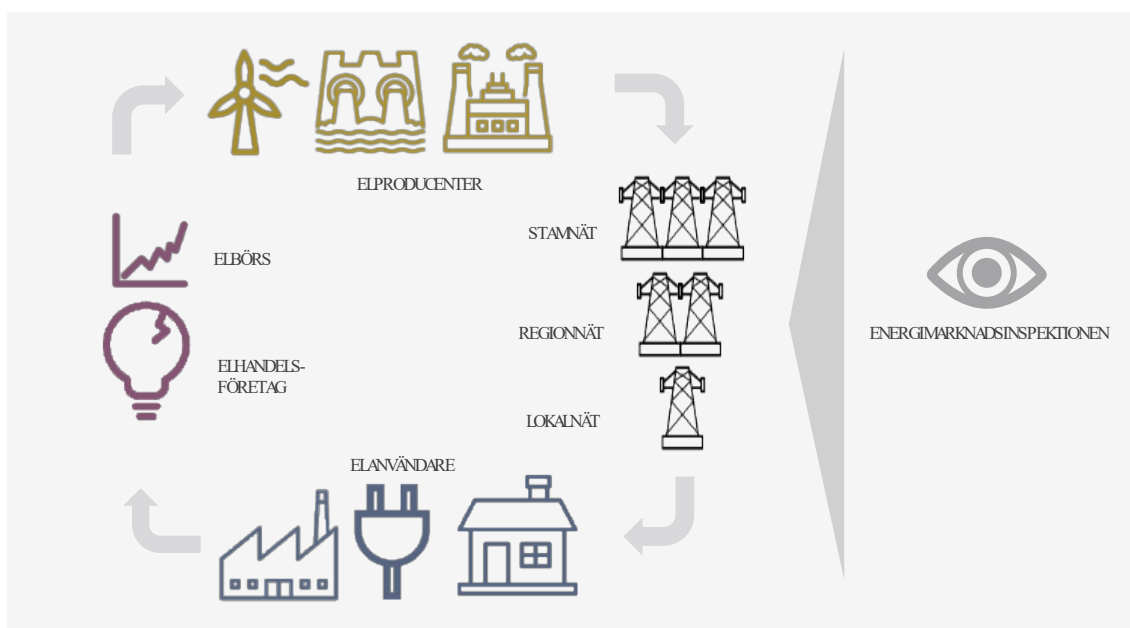 ELPRODUCENTER
STAMNÄT
ELBÖRS
REGIONNÄT
ENERGIMARKNADSINSPEKTIONEN
ELHANDELS-
FÖRETAG
LOKALNÄT
ELANVÄNDARE